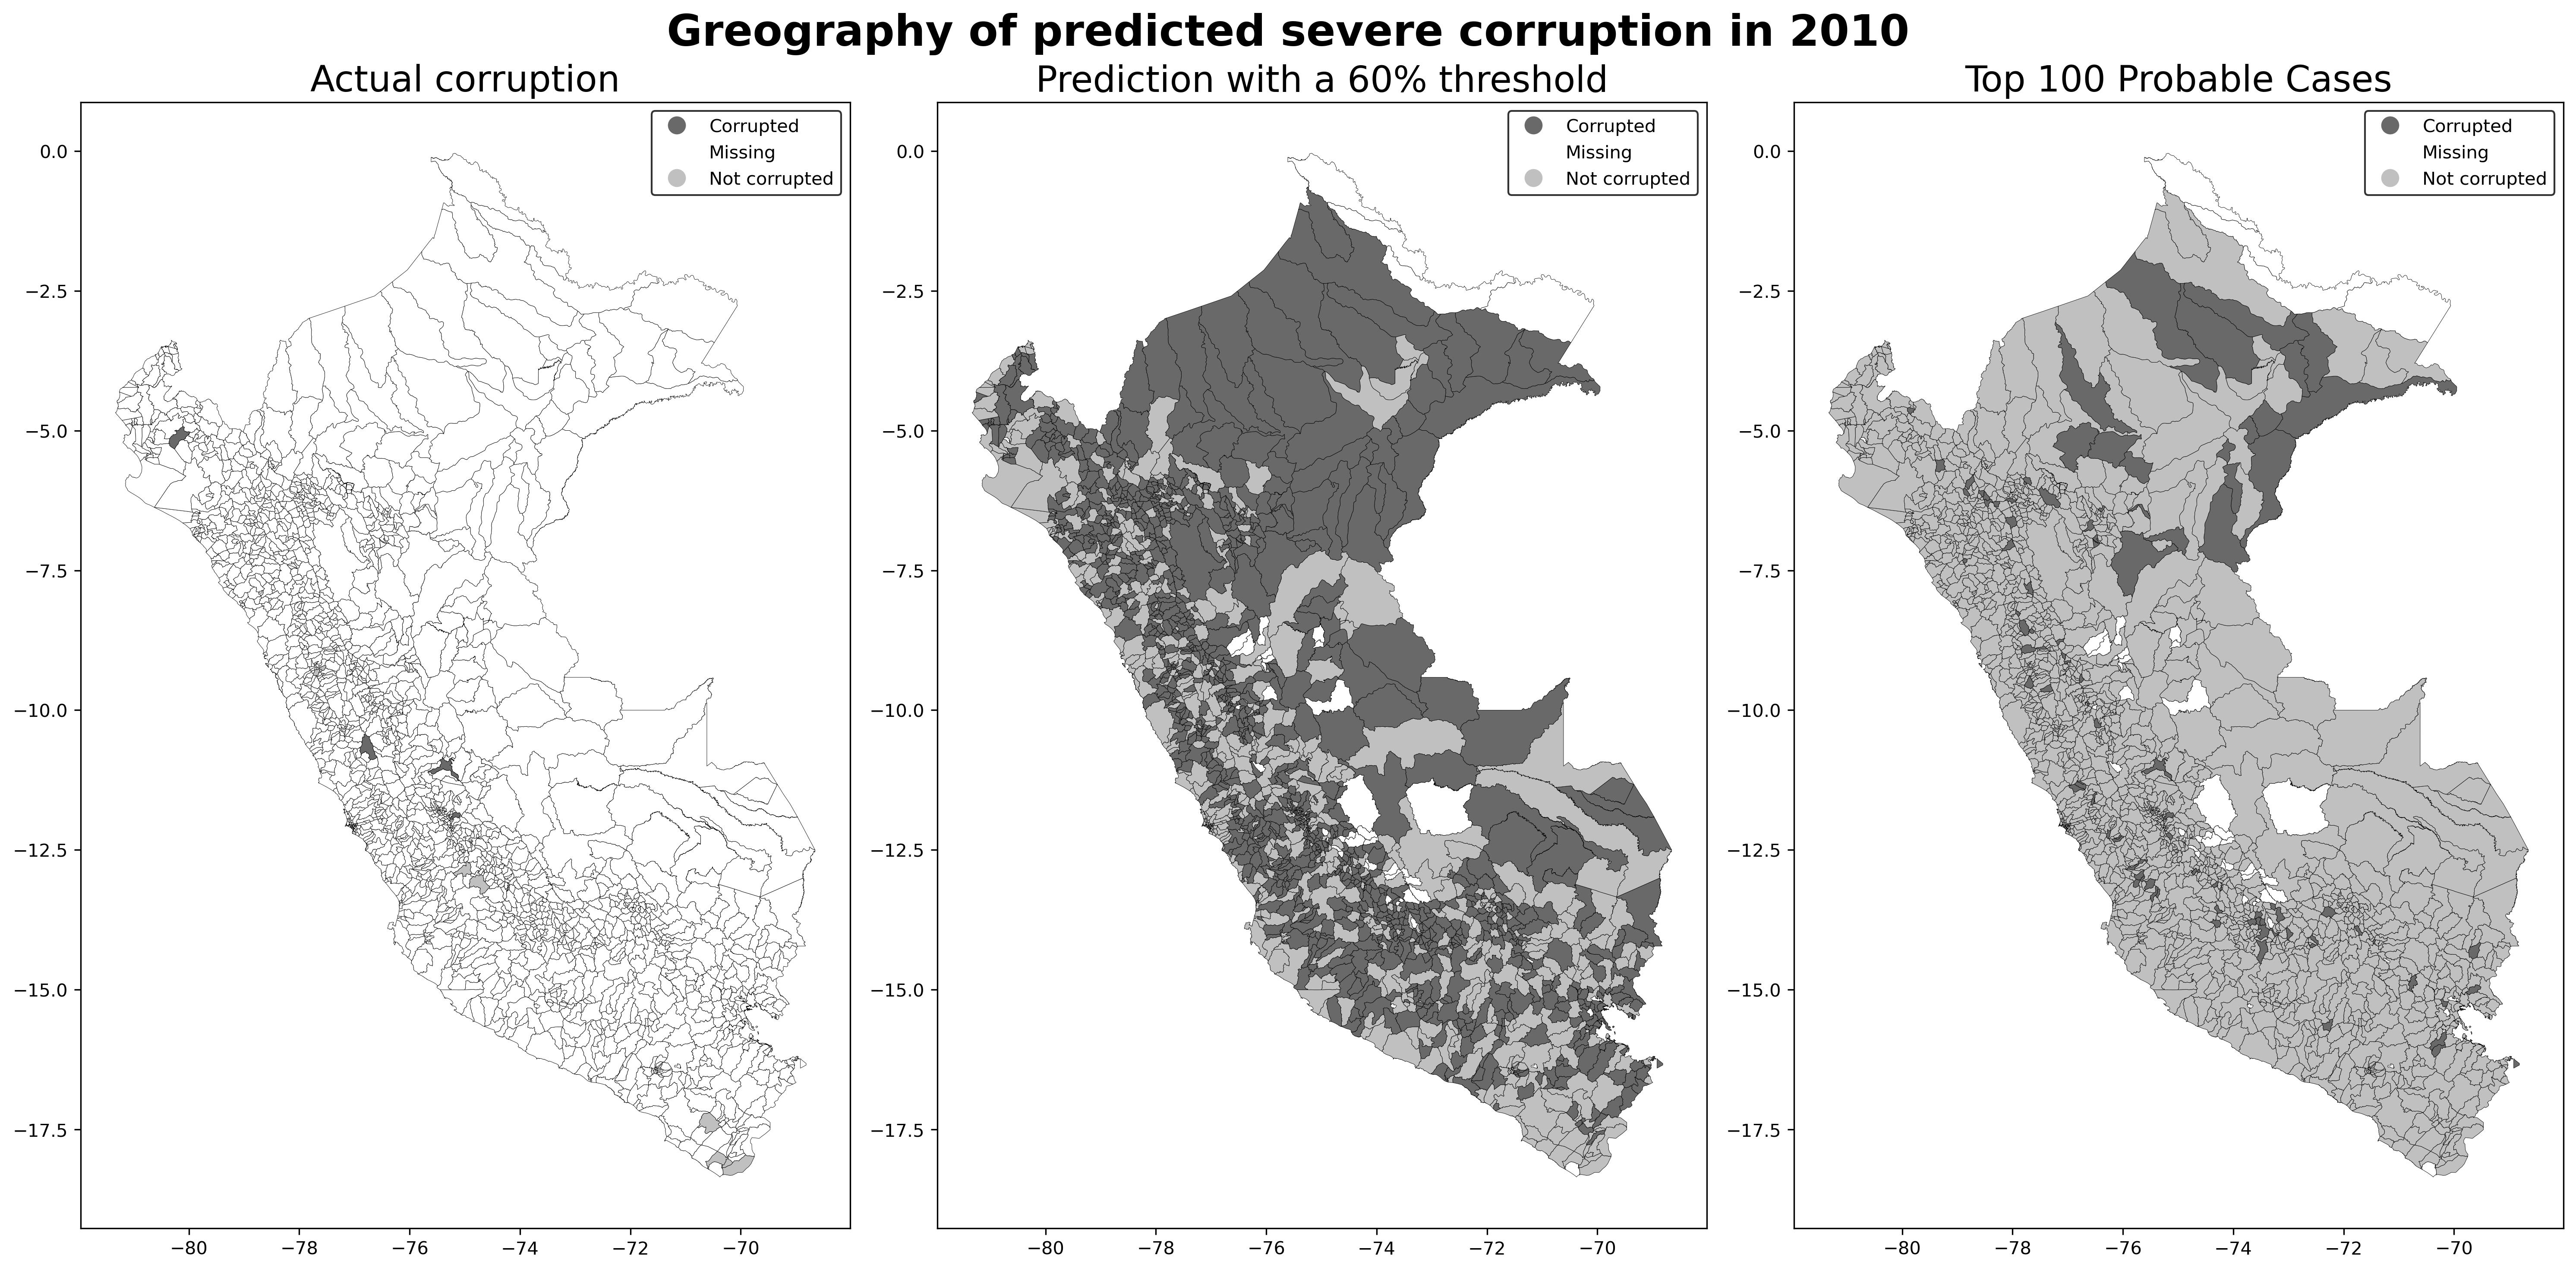 Greography of predicted severe corruption in 2010
Actual corruption
Corrupted
Missing
Not corrupted
0.0
−2.5
−5.0
−7.5
−10.0
−12.5
−15.0
−17.5
−80 −78 −76 −74 −72 −70
Prediction with a 60% threshold
Corrupted
Missing
Not corrupted
0.0
−2.5
−5.0
−7.5
−10.0
−12.5
−15.0
−17.5
−80 −78 −76 −74 −72 −70
Top 100 Probable Cases
Corrupted
Missing
Not corrupted
0.0
−2.5
−5.0
−7.5
−10.0
−12.5
−15.0
−17.5
−80 −78 −76 −74 −72 −70